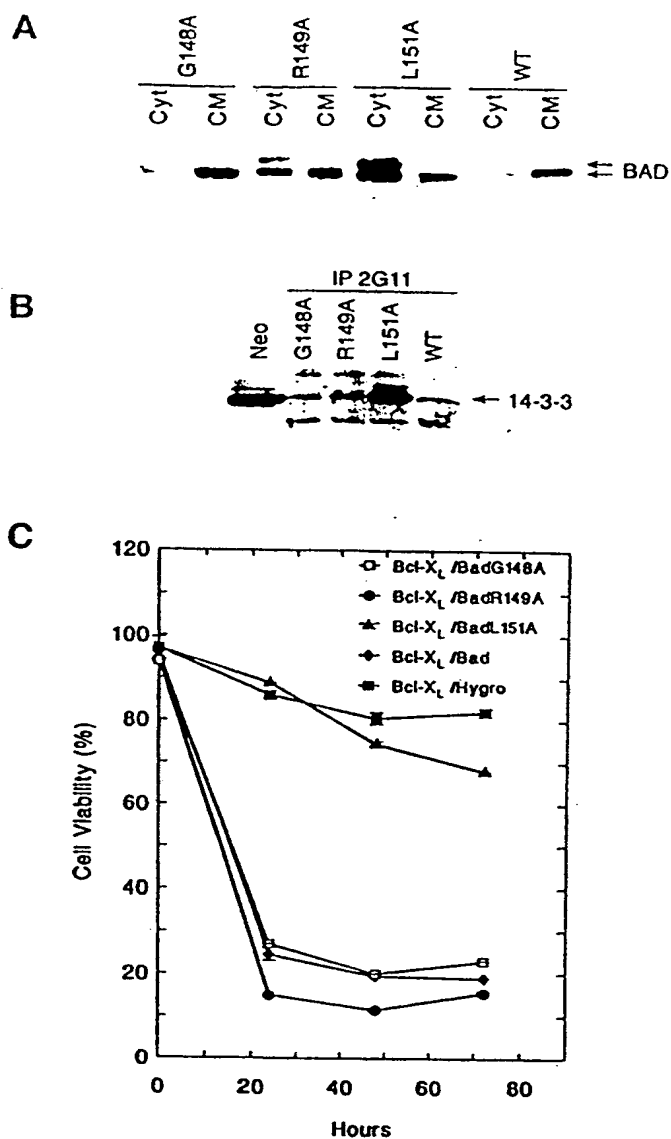 A
G148A R149A L151A WT
Cyt CM Cyt CM Cyt CM Cyt CM
BAD
B
IP 2G11
Neo G148A R149A L151A WT
14-3-3
C
120
100
80
60
40
20
0
Cell Viability (%)
Bcl-XL /BadG148A
Bcl-XL /BadR149A
Bcl-XL /BadL151A
Bcl-XL /Bad
Bcl-XL /Hygro
0 20 40 60 80
Hours